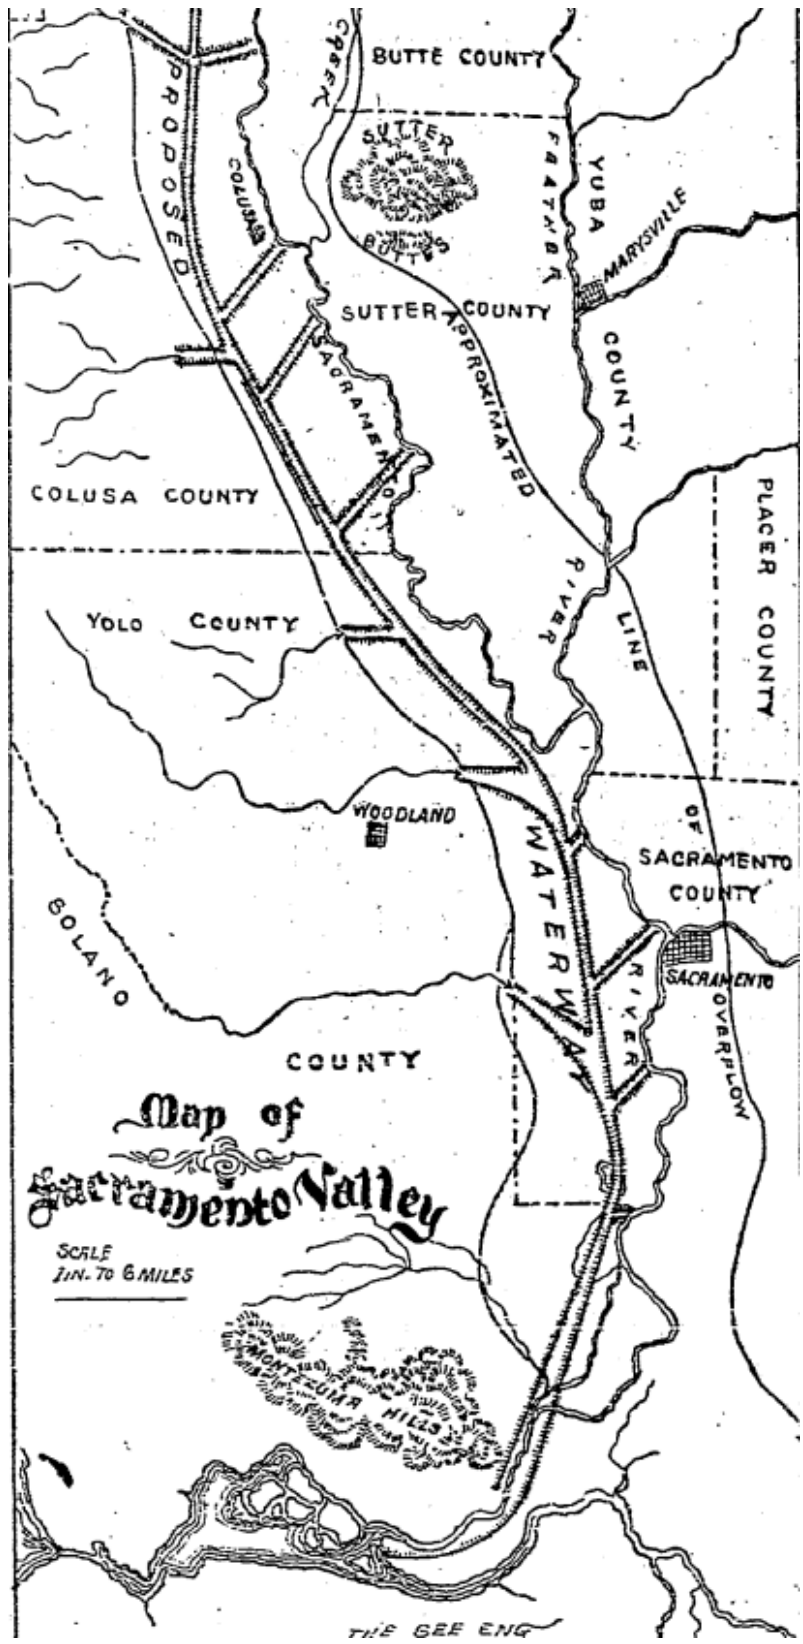 CREEK
BUTTE COUNTY
PROPOSED
SUTTER
BUTTES
COLUSA
FEATHER
YUBA
COUNTY
MARYSVILLE
SUTTER COUNTY
APPROXIMATED
SACRAMENTO
COLUSA COUNTY
PLACER COUNTY
RIVER
LINE
YOLO COUNTY
WOODLAND
WATERWAY
OF
SACRAMENTO
COUNTY
SOLANO
COUNTY
RIVER
SACRAMENTO
OVERFLOW
Map of
Sacramento Valley
SCALE
1 IN. TO 6 MILES
MONTEZUMA HILLS
THE GEE ENG